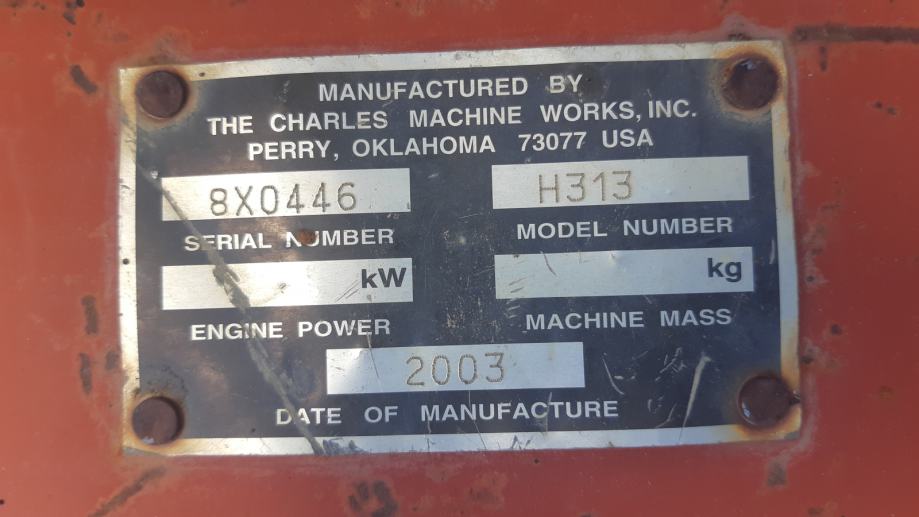 MANUFACTURED BY
THE CHARLES MACHINE WORKS, INC.
PERRY, OKLAHOMA 73077 USA
8X0446 H313
SERIAL NUMBER MODEL NUMBER
kW kg
ENGINE POWER MACHINE MASS
2003
DATE OF MANUFACTURE